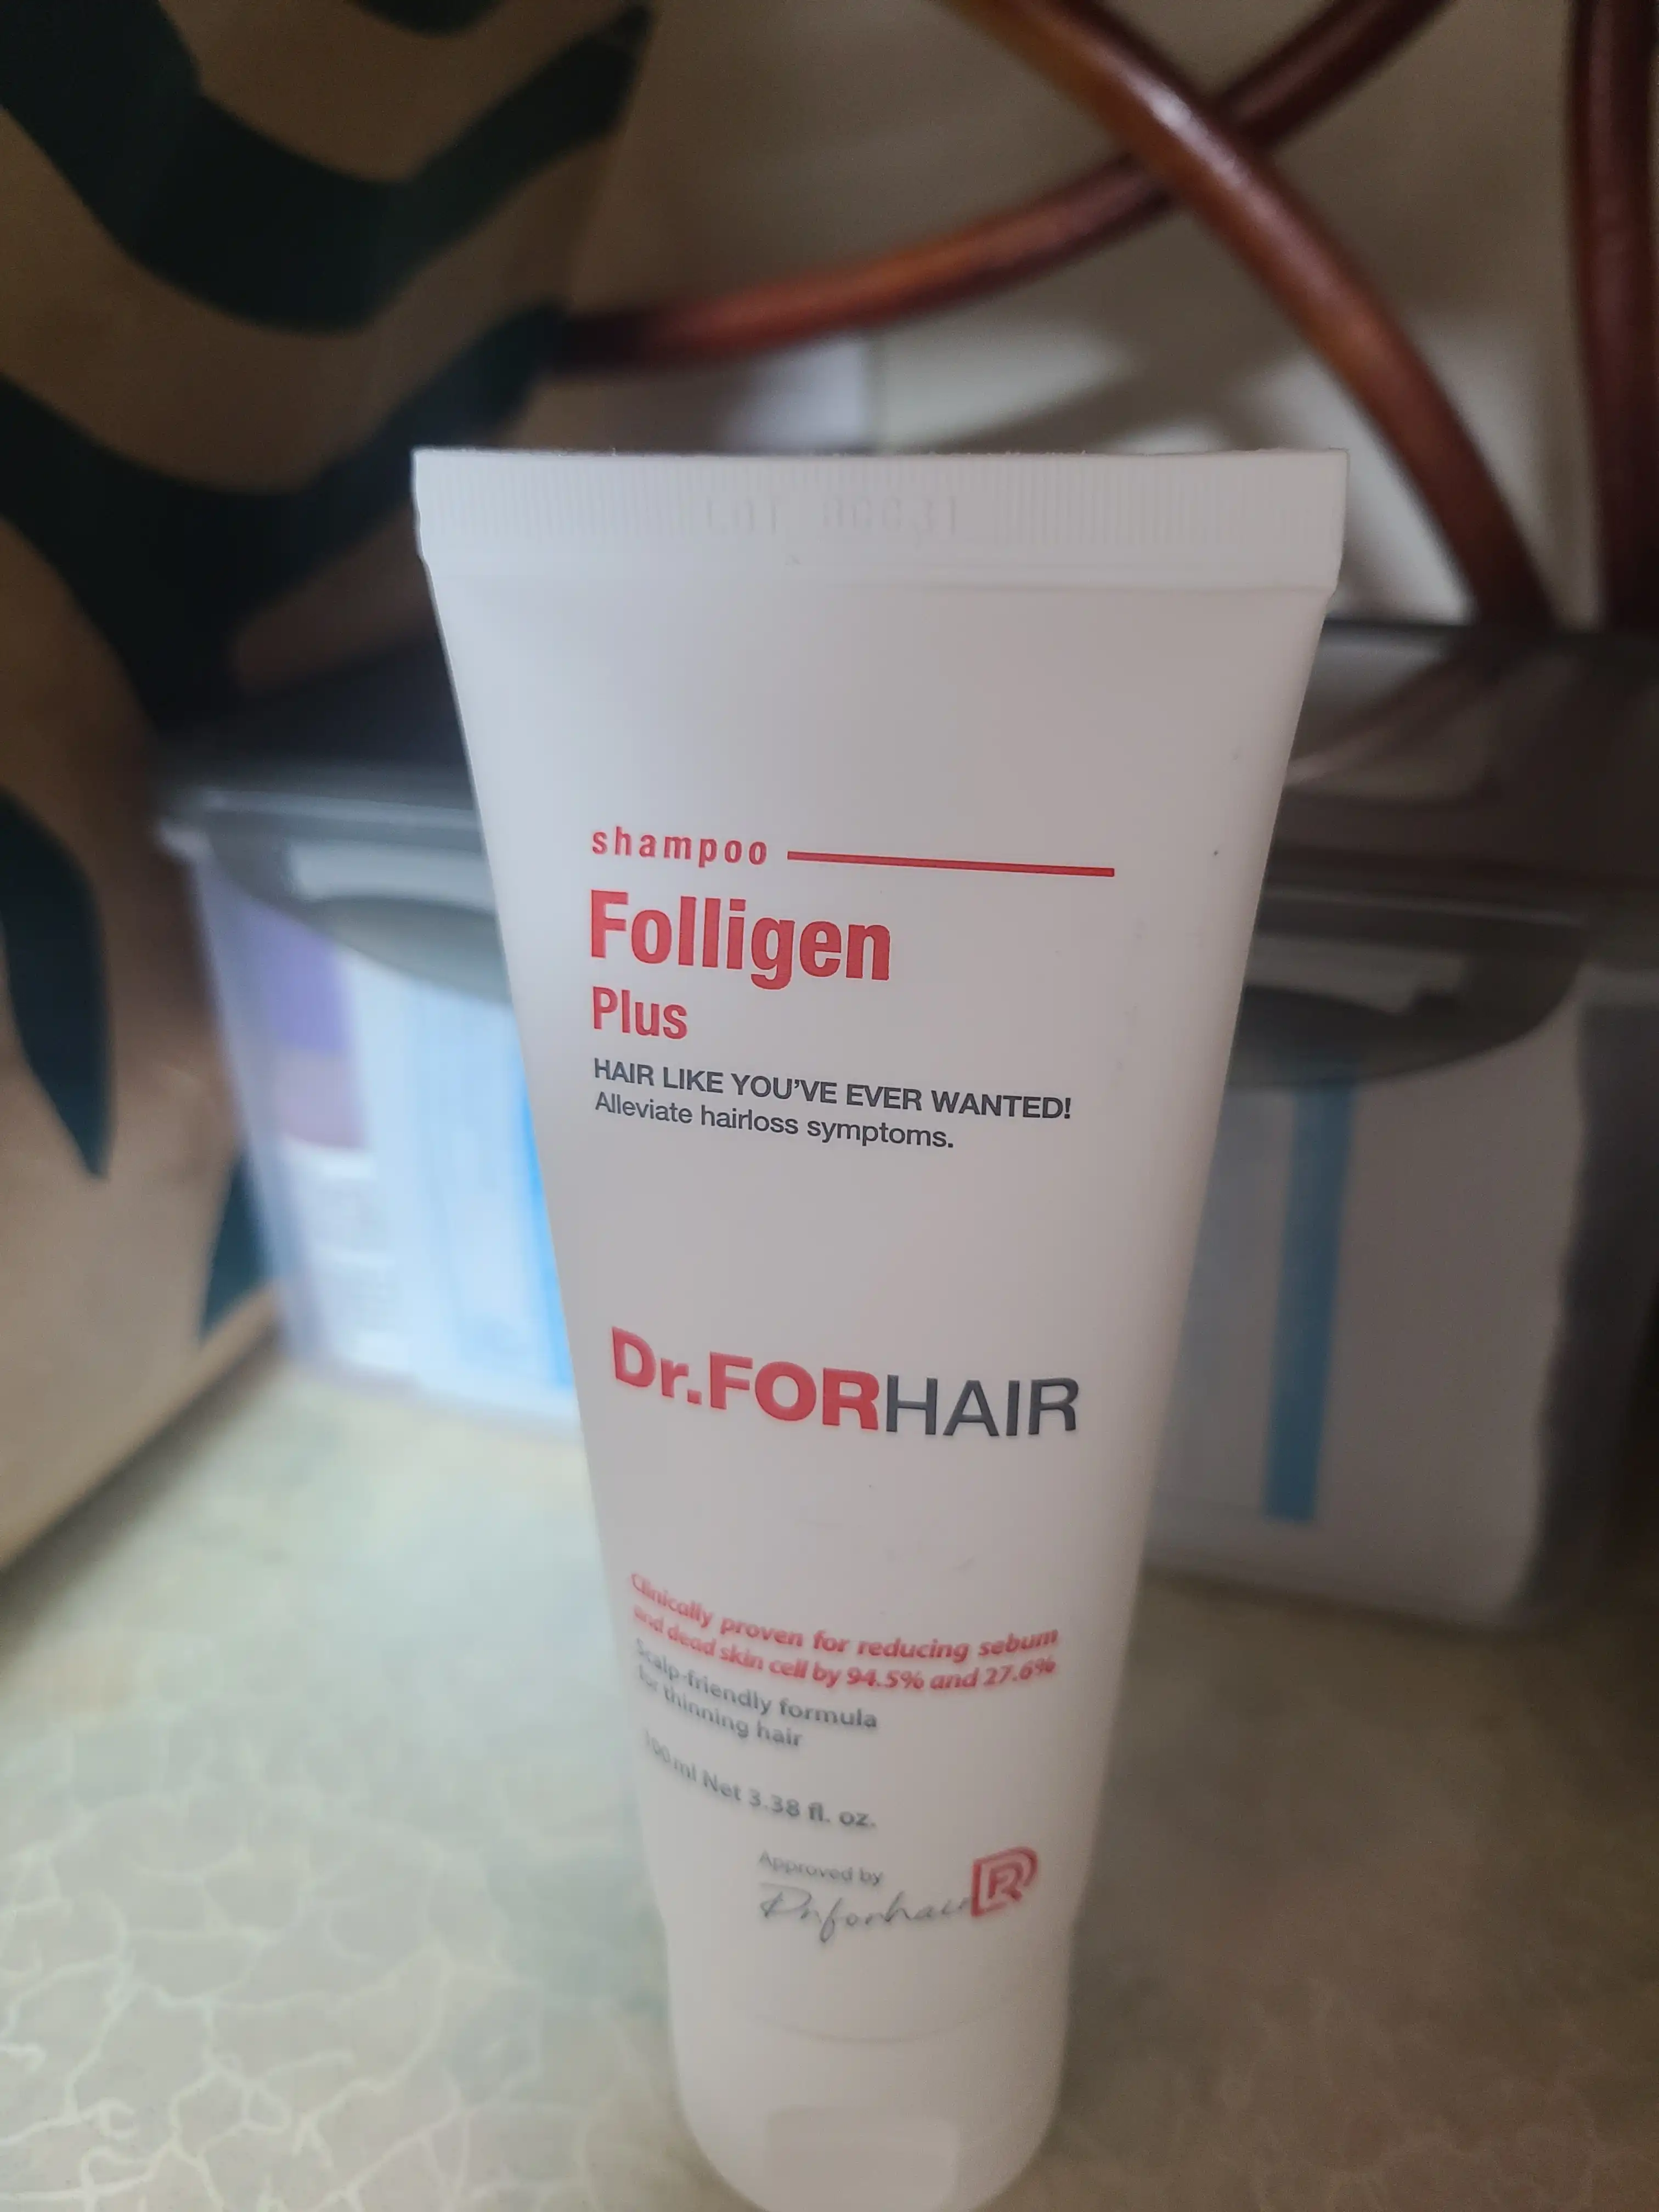 shampoo
Folligen
Plus
HAIR LIKE YOU'VE EVER WANTED!
Alleviate hairloss symptoms.
Dr.FORHAIR
Clinically proven for reducing sebum
and dead skin cell by 94.5% and 27.6%
Scalp-friendly formula
for thinning hair
100ml Net 3.38 fl. oz.
Approved by
Drforhair